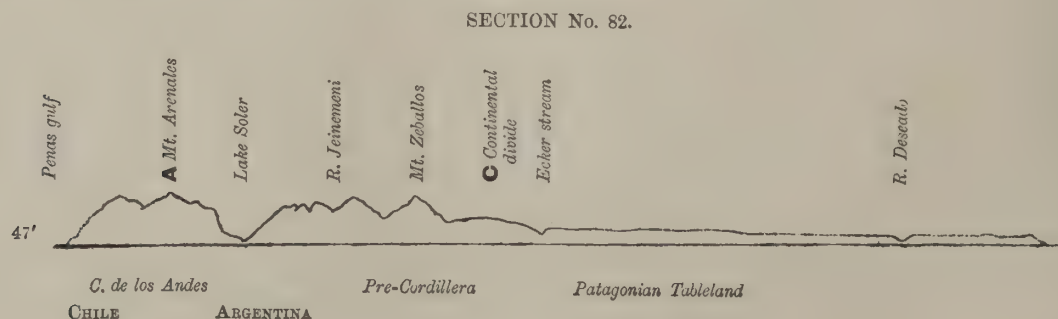 SECTION No. 82.
Penas gulf
A Mt. Arenales
Lake Soler
R. Jeinemeni
Mt. Zeballos
C Continental
divide
Ecker stream
R. Deseado
47'
C. de los Andes
Pre-Cordillera
Patagonian Tableland
CHILE
ARGENTINA